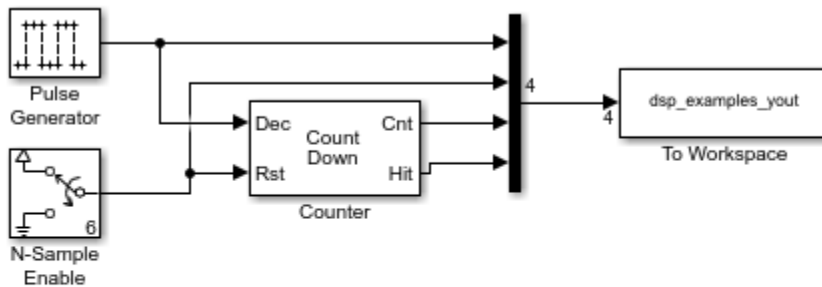 Pulse
Generator
6
N-Sample
Enable
Dec
Rst
Count
Down
Cnt
Hit
Counter
4
4
dsp_examples_yout
To Workspace